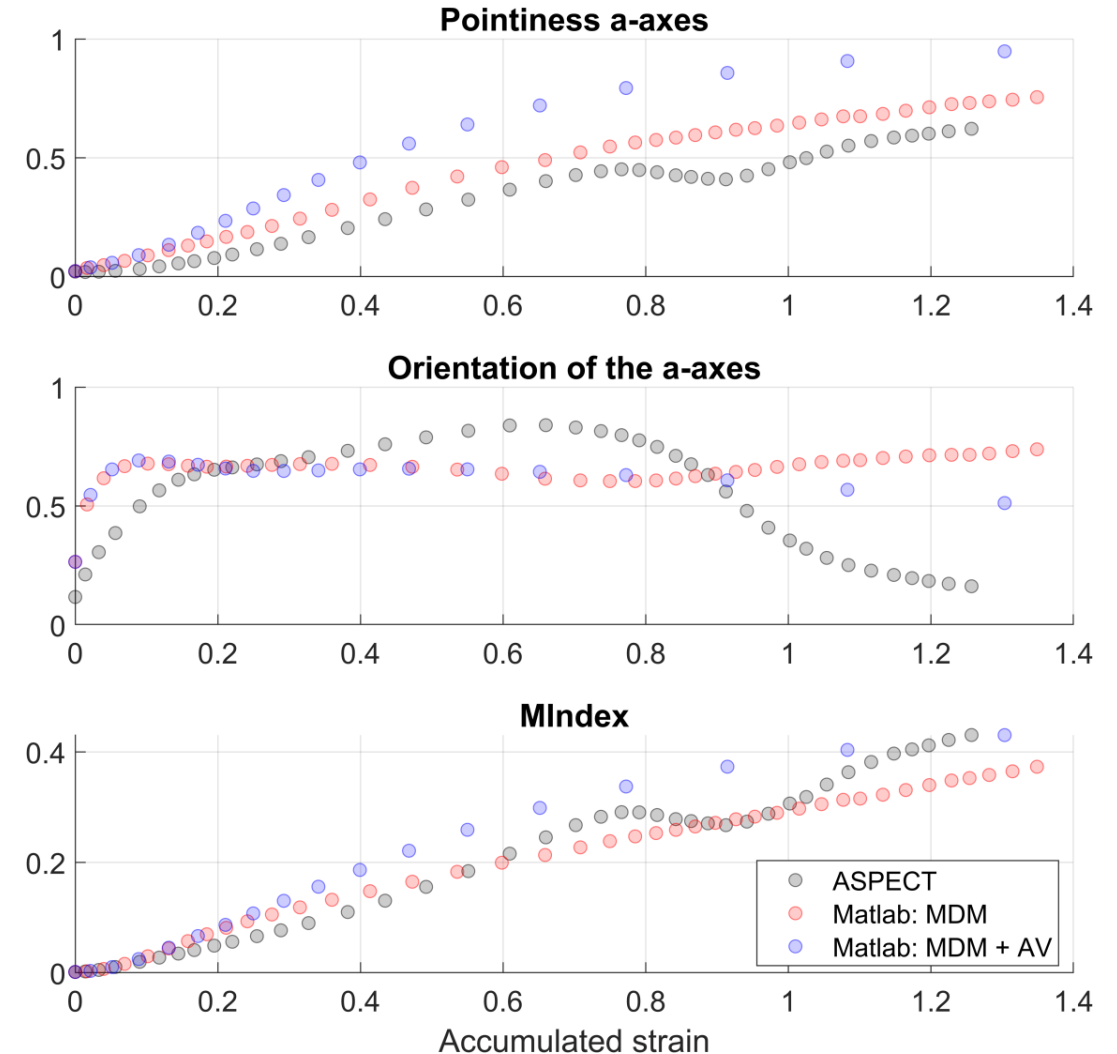 Pointiness a-axes
1
0.5
0
0 0.2 0.4 0.6 0.8 1 1.2 1.4
Orientation of the a-axes
1
0.5
0
0 0.2 0.4 0.6 0.8 1 1.2 1.4
MIndex
0.4
0.2
0
ASPECT
Matlab: MDM
Matlab: MDM + AV
0 0.2 0.4 0.6 0.8 1 1.2 1.4
Accumulated strain